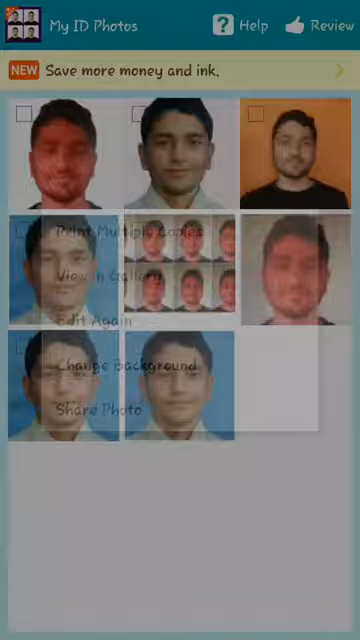 My ID Photos
Help
Review
NEW Save more money and ink.
Print Multiple Copies
View in Gallery
Edit Again
Change Background
Share Photo